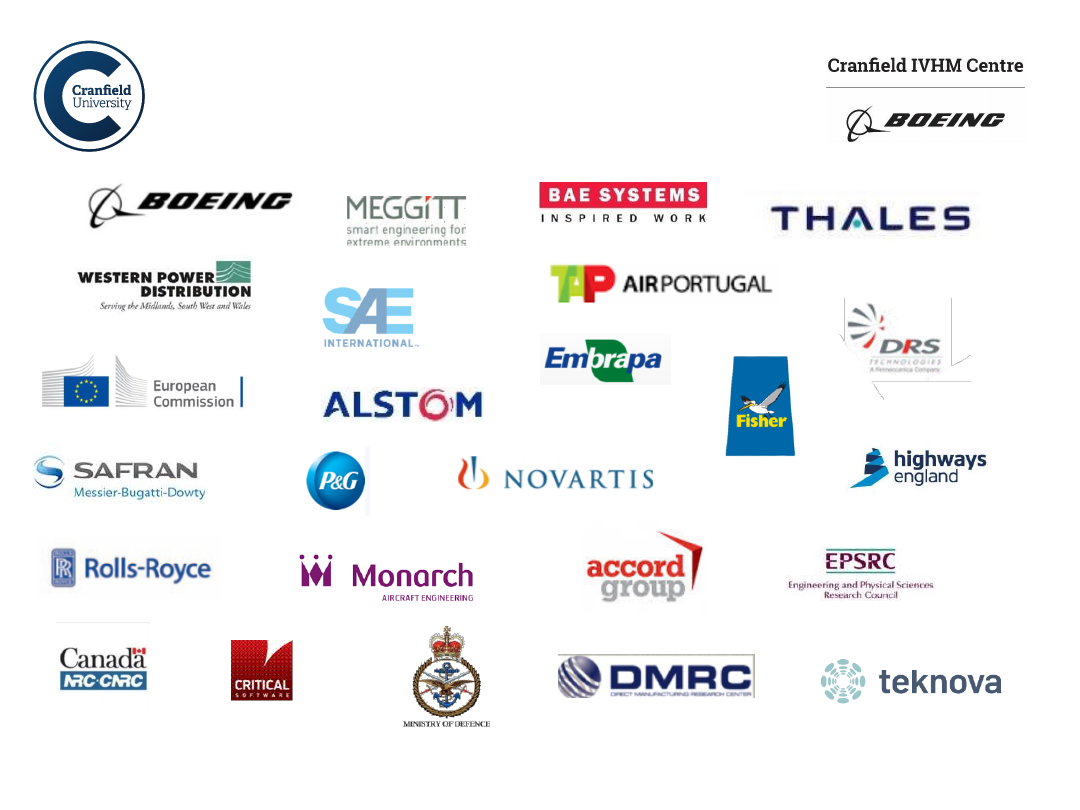 Cranfield
University
Cranfield IVHM Centre
BOEING
BOEING
MEGGiTT
smart engineering for
extreme environments
BAE SYSTEMS
INSPIRED WORK
THALES
WESTERN POWER
DISTRIBUTION
Serving the Midlands, South West and Wales
SAE
INTERNATIONAL
TAP AIRPORTUGAL
DRS
TECHNOLOGIES
A Finmeccanica Company
Embrapa
European
Commission
ALSTOM
Fisher
SAFRAN
Messier-Bugatti-Dowty
P&G
NOVARTIS
highways
england
RR
Rolls-Royce
Monarch
AIRCRAFT ENGINEERING
accord
group
EPSRC
Engineering and Physical Sciences
Research Council
Canada
NRC·CNRC
CRITICAL
SOFTWARE
MINISTRY OF DEFENCE
DMRC
DIRECT MANUFACTURING RESEARCH CENTER
teknova